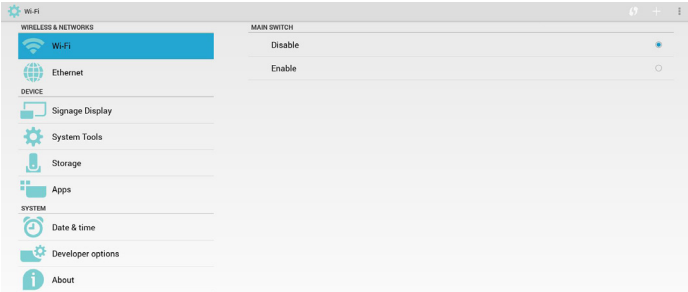 Wi-Fi
WIRELESS & NETWORKS
Wi-Fi
Ethernet
DEVICE
Signage Display
System Tools
Storage
Apps
SYSTEM
Date & time
Developer options
About
MAIN SWITCH
Disable
Enable